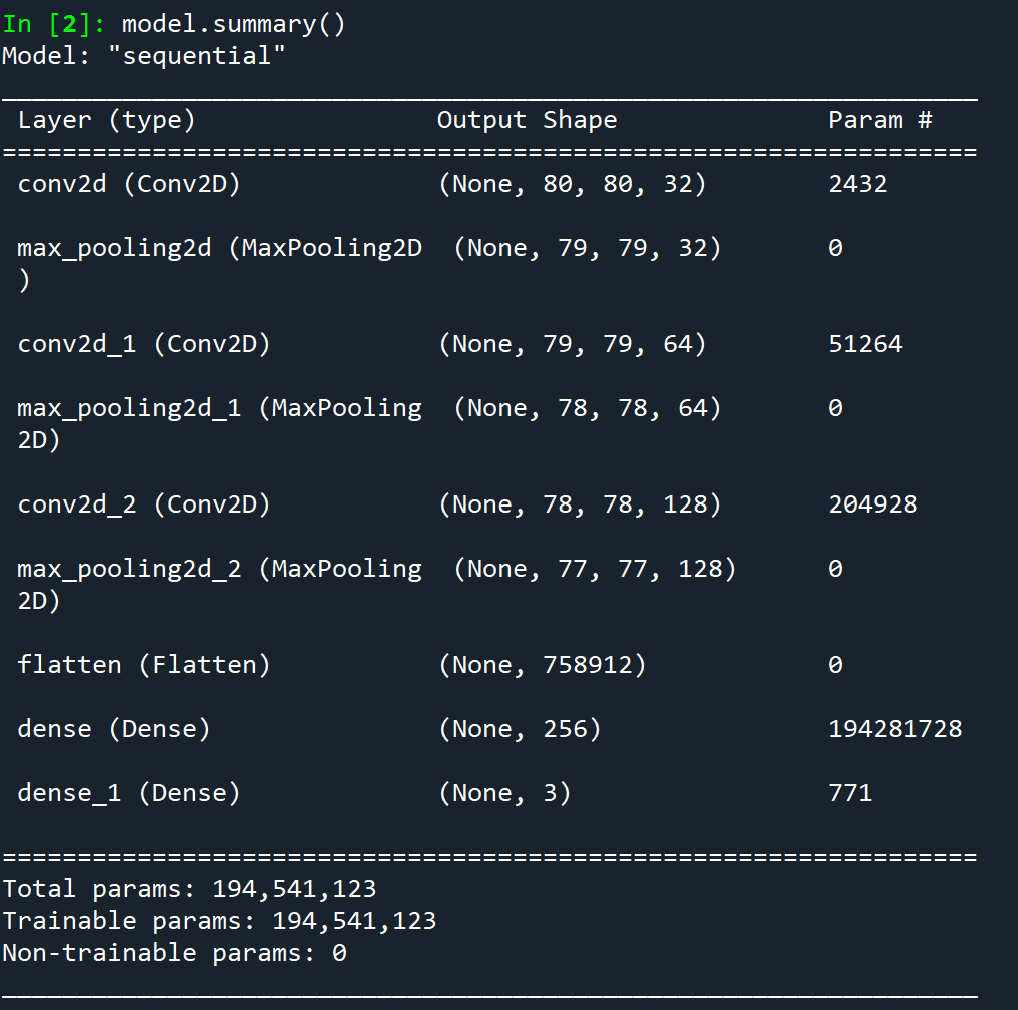 In [2]: model.summary()
Model: "sequential"
_________________________________________________________________
Layer (type) Output Shape Param #
=================================================================
conv2d (Conv2D) (None, 80, 80, 32) 2432
max_pooling2d (MaxPooling2D (None, 79, 79, 32) 0
)
conv2d_1 (Conv2D) (None, 79, 79, 64) 51264
max_pooling2d_1 (MaxPooling (None, 78, 78, 64) 0
2D)
conv2d_2 (Conv2D) (None, 78, 78, 128) 204928
max_pooling2d_2 (MaxPooling (None, 77, 77, 128) 0
2D)
flatten (Flatten) (None, 758912) 0
dense (Dense) (None, 256) 194281728
dense_1 (Dense) (None, 3) 771
=================================================================
Total params: 194,541,123
Trainable params: 194,541,123
Non-trainable params: 0
_________________________________________________________________